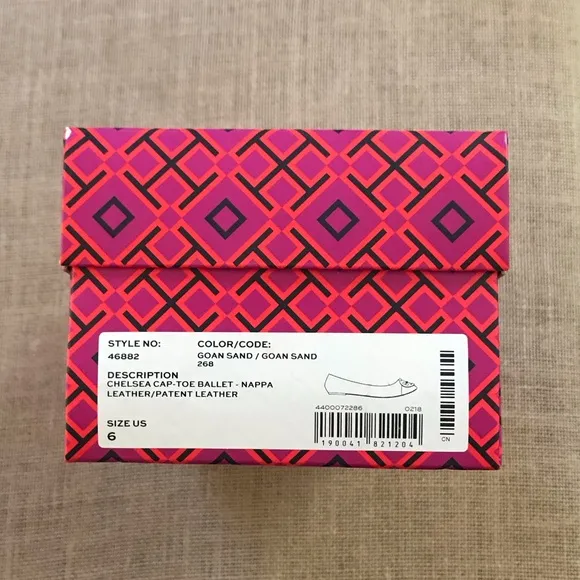 STYLE NO:
46882
COLOR/CODE:
GOAN SAND / GOAN SAND
268
DESCRIPTION
CHELSEA CAP-TOE BALLET - NAPPA
LEATHER/PATENT LEATHER
SIZE US
6
4400072286 0218
190041 821204
CN